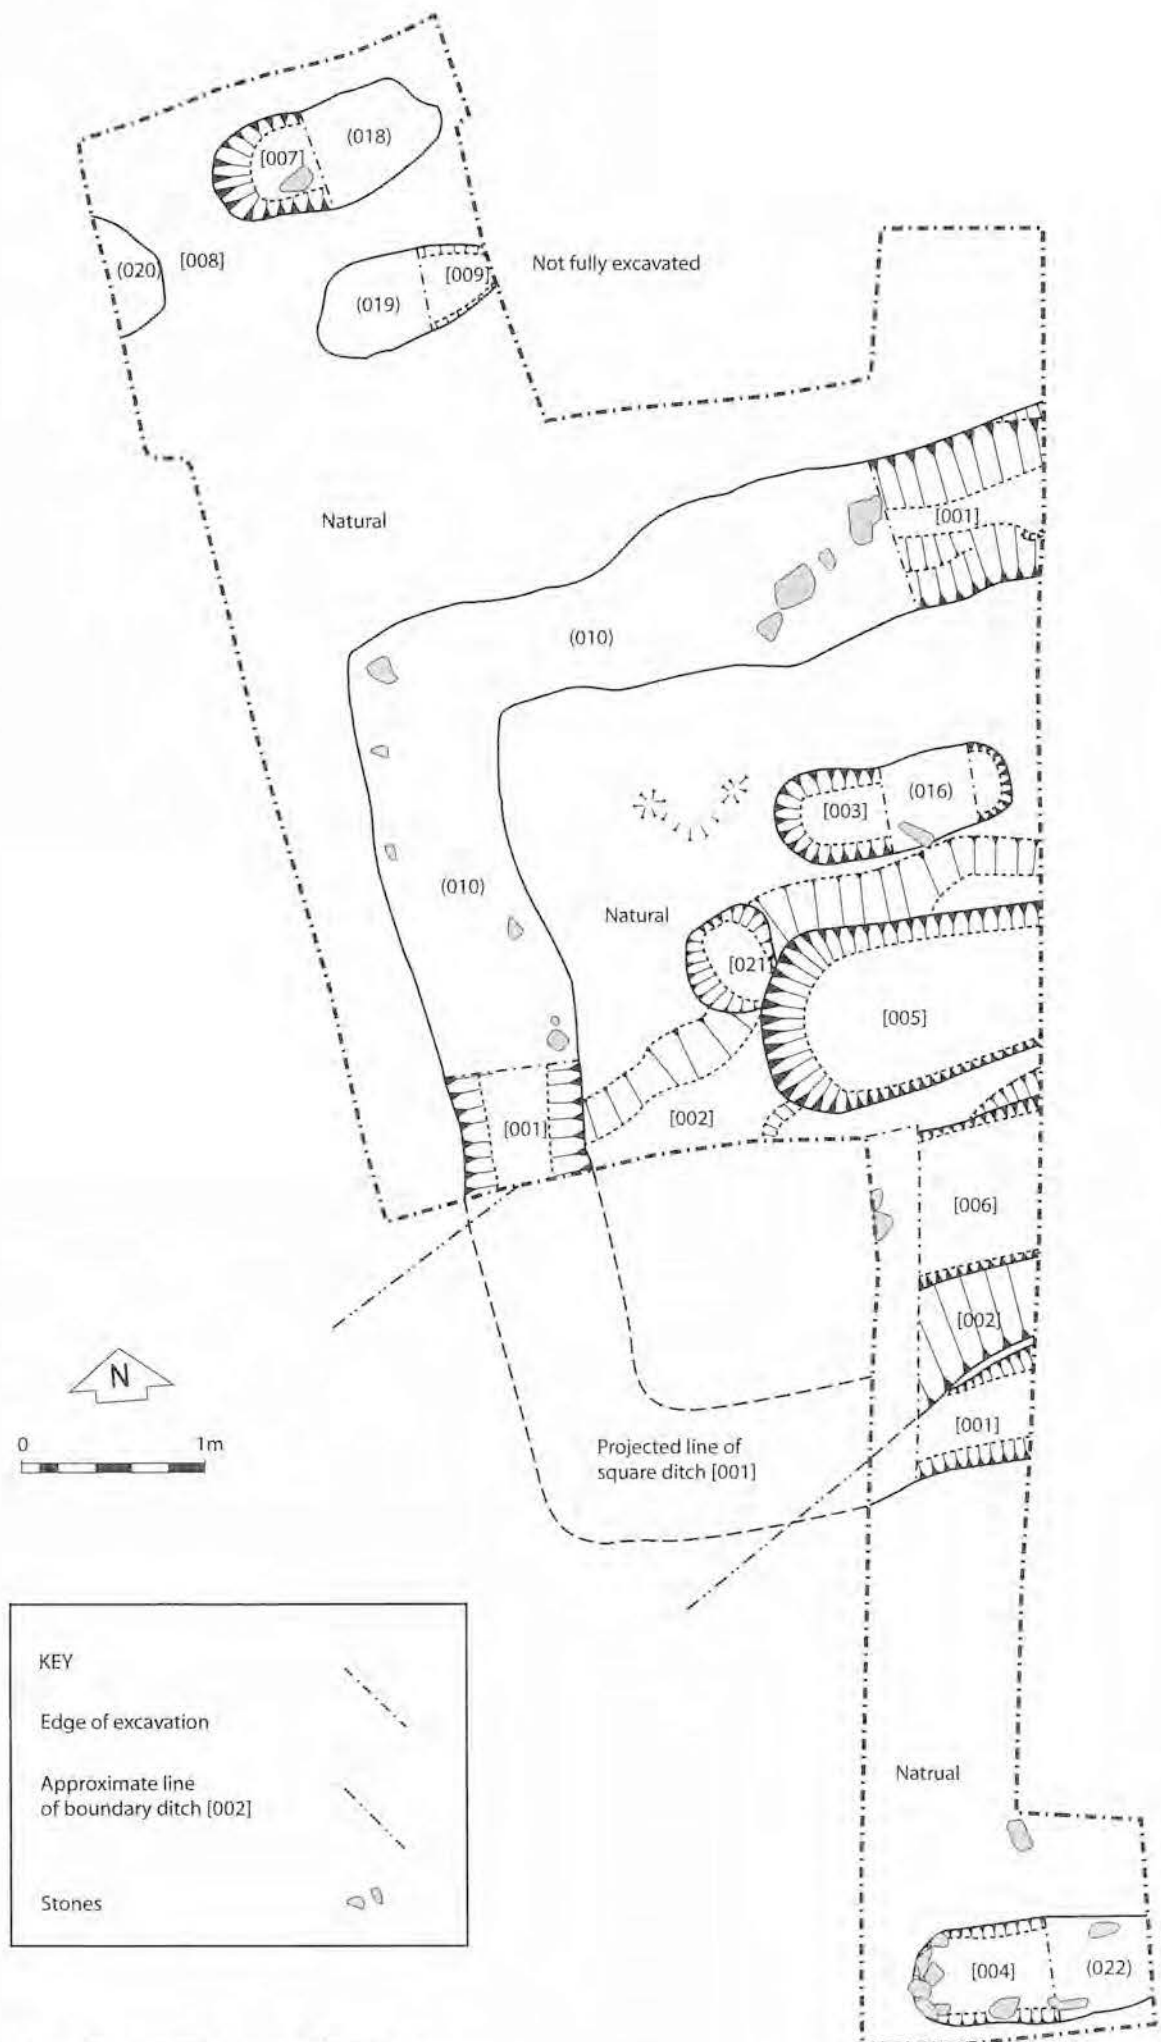 (018)
[007]
(020)
[008]
[009]
(019)
Not fully excavated
Natural
[001]
(010)
[003]
(016)
(010)
Natural
[021]
[005]
[002]
[001]
[006]
[002]
[001]
N
0 1m
Projected line of
square ditch [001]
KEY
Edge of excavation
Approximate line
of boundary ditch [002]
Stones
Natrual
[004]
(022)